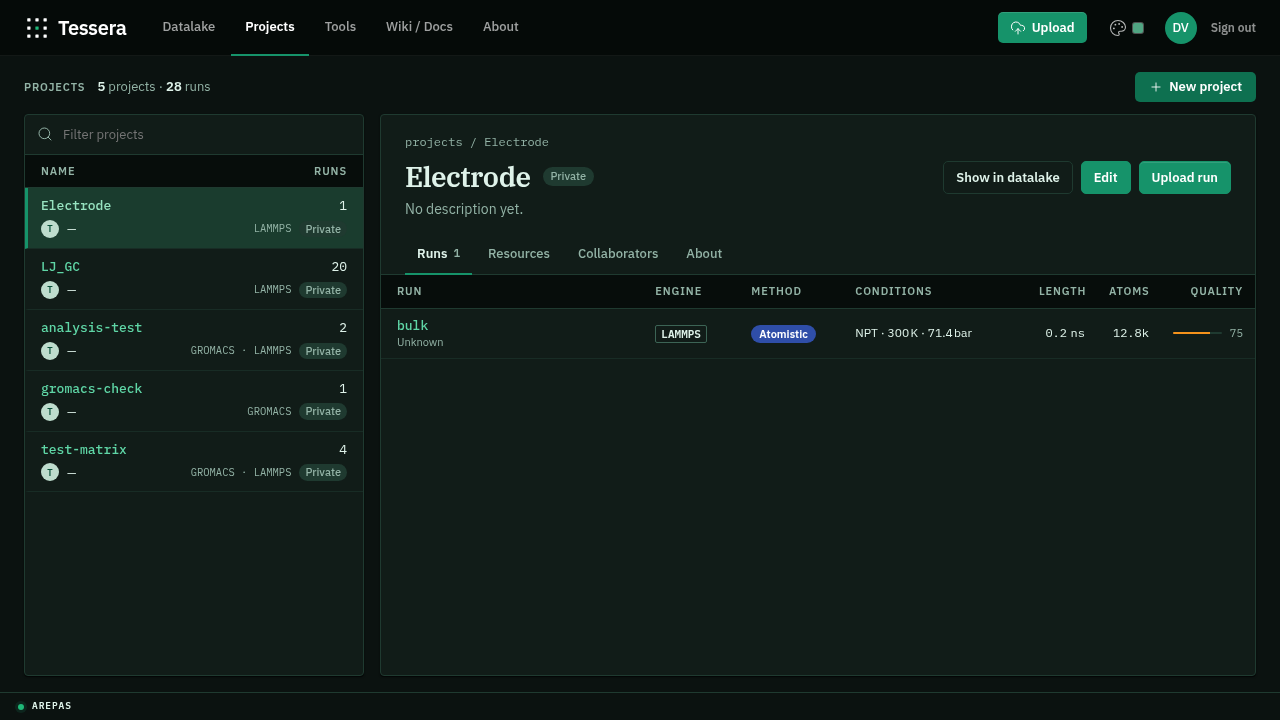 Tessera Datalake Projects Tools Wiki / Docs About Upload DV Sign out
PROJECTS 5 projects · 28 runs New project
Filter projects
NAME RUNS
Electrode 1
T — LAMMPS Private
LJ_GC 20
T — LAMMPS Private
analysis-test 2
T — GROMACS · LAMMPS Private
gromacs-check 1
T — GROMACS Private
test-matrix 4
T — GROMACS · LAMMPS Private
projects / Electrode
Electrode Private
Show in datalake Edit Upload run
No description yet.
Runs 1 Resources Collaborators About
RUN ENGINE METHOD CONDITIONS LENGTH ATOMS QUALITY
bulk LAMMPS Atomistic NPT · 300 K · 71.4 bar 0.2 ns 12.8k 75
Unknown
AREPAS